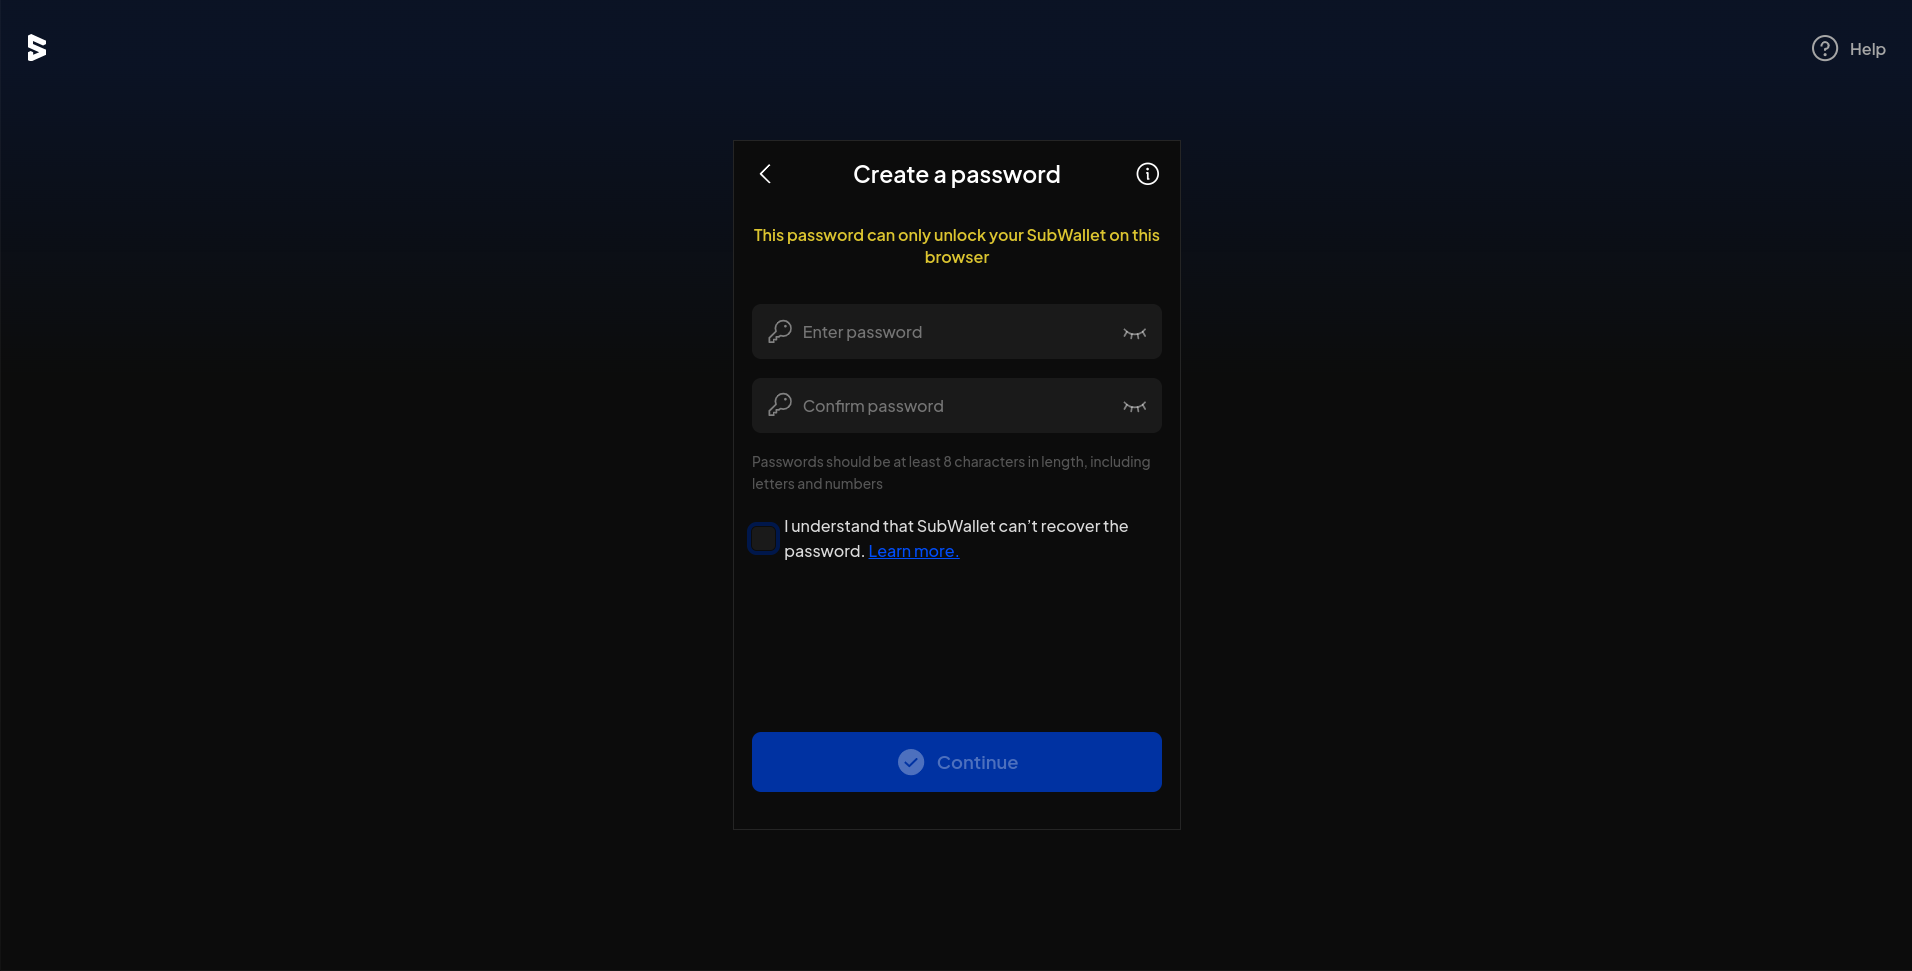 Help
Create a password
This password can only unlock your SubWallet on this
browser
Enter password
Confirm password
Passwords should be at least 8 characters in length, including
letters and numbers
I understand that SubWallet can’t recover the
password. Learn more.
Continue